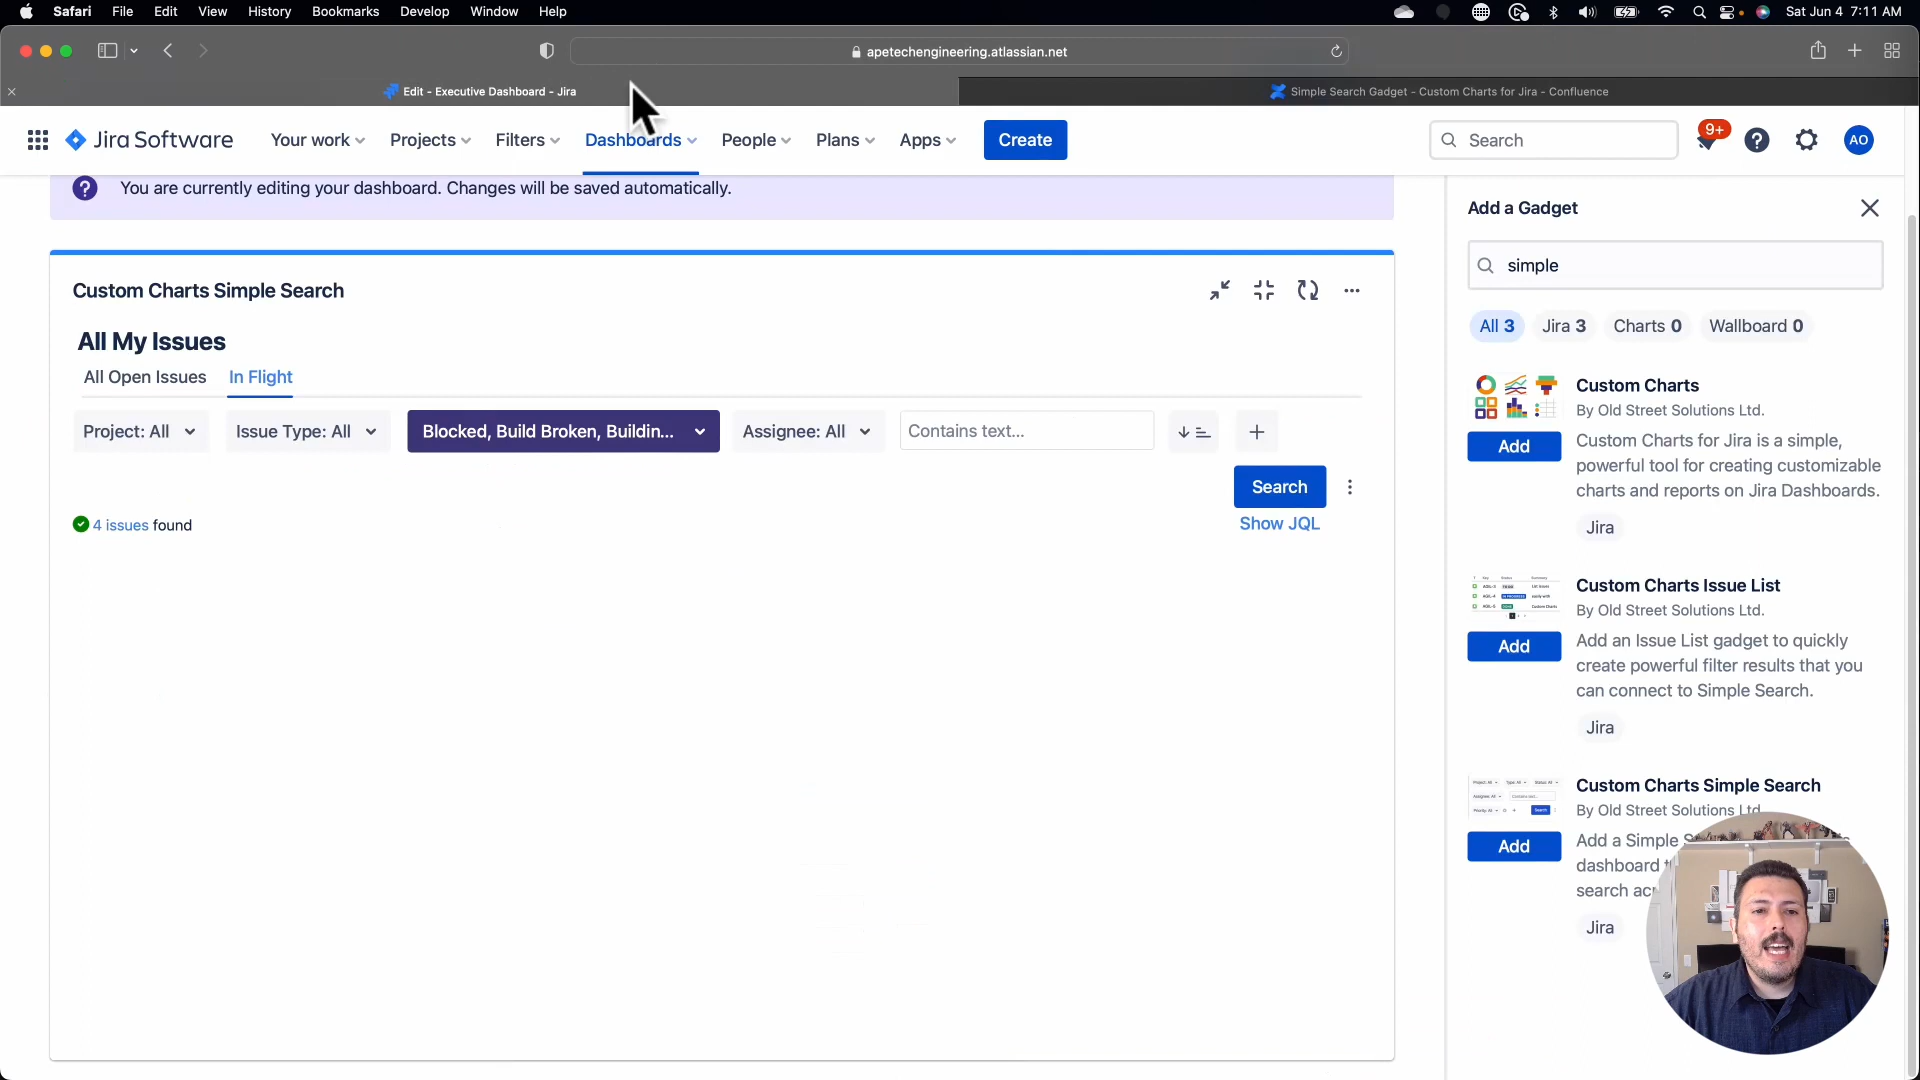 Safari File Edit View History Bookmarks Develop Window Help
Sat Jun 4 7:11 AM
apetechengineering.atlassian.net
Edit - Executive Dashboard - Jira
Simple Search Gadget - Custom Charts for Jira - Confluence
Jira Software
Your work Projects Filters Dashboards People Plans Apps Create
Search
9+
AO
You are currently editing your dashboard. Changes will be saved automatically.
Custom Charts Simple Search
All My Issues
All Open Issues In Flight
Project: All Issue Type: All Blocked, Build Broken, Buildin... Assignee: All Contains text...
Search
4 issues found
Show JQL
Add a Gadget
simple
All 3 Jira 3 Charts 0 Wallboard 0
Custom Charts
By Old Street Solutions Ltd.
Add
Custom Charts for Jira is a simple,
powerful tool for creating customizable
charts and reports on Jira Dashboards.
Jira
Custom Charts Issue List
By Old Street Solutions Ltd.
Add
Add an Issue List gadget to quickly
create powerful filter results that you
can connect to Simple Search.
Jira
Custom Charts Simple Search
By Old Street Solutions Ltd
Add
Add a Simple
dashboard
search
Jira